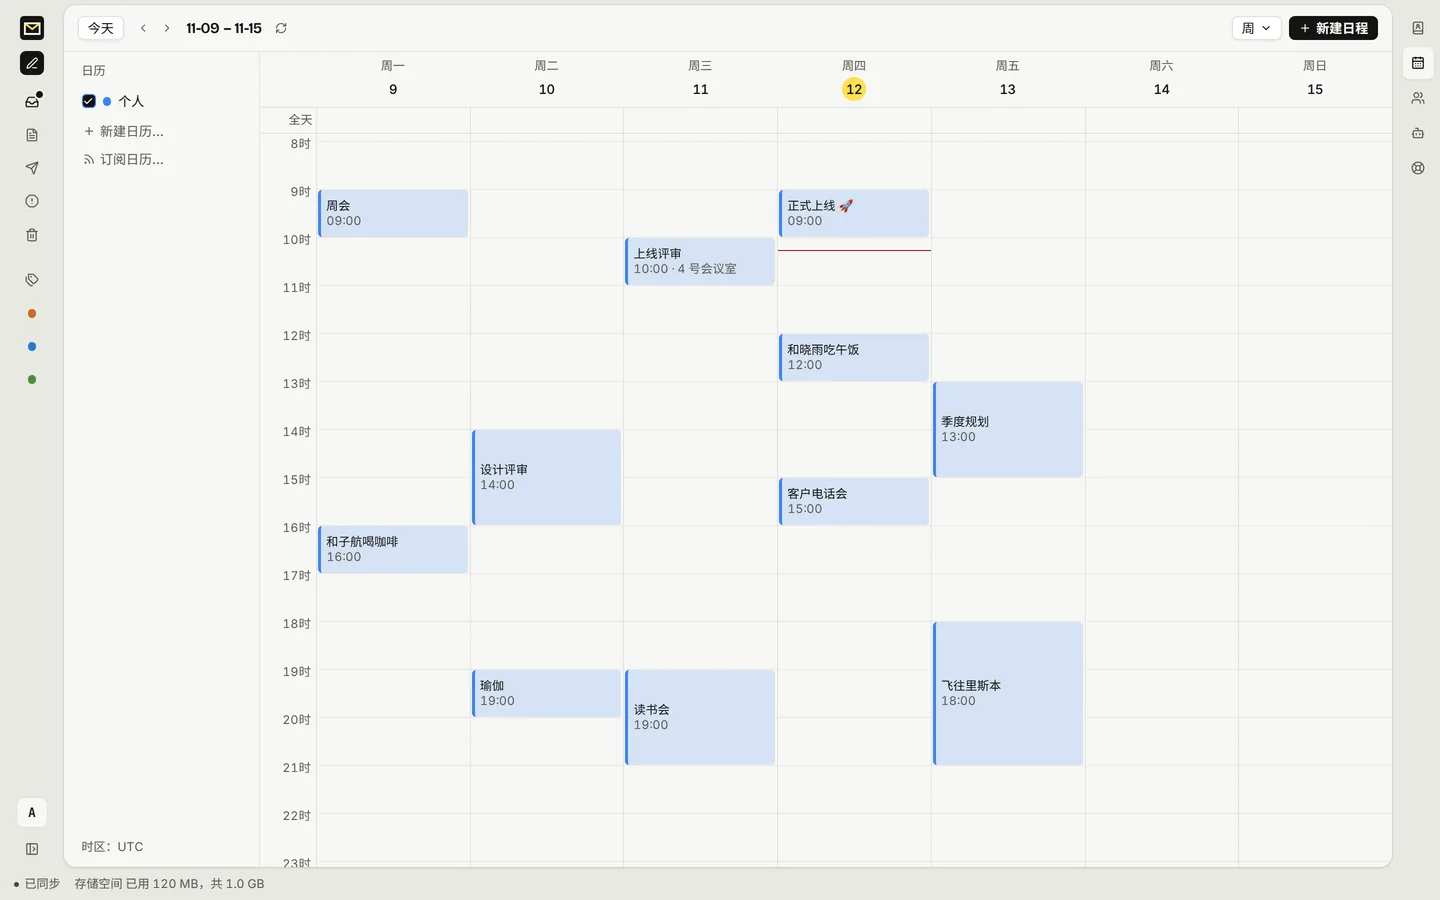 今天
11-09 – 11-15
周
新建日程
日历
个人
新建日历...
订阅日历...
时区：UTC
周一
周二
周三
周四
周五
周六
周日
9
10
11
12
13
14
15
全天
8时
9时
10时
11时
12时
13时
14时
15时
16时
17时
18时
19时
20时
21时
22时
23时
周会
09:00
和子航喝咖啡
16:00
设计评审
14:00
瑜伽
19:00
上线评审
10:00 · 4 号会议室
读书会
19:00
正式上线 🚀
09:00
和晓雨吃午饭
12:00
客户电话会
15:00
季度规划
13:00
飞往里斯本
18:00
A
已同步
存储空间 已用 120 MB，共 1.0 GB